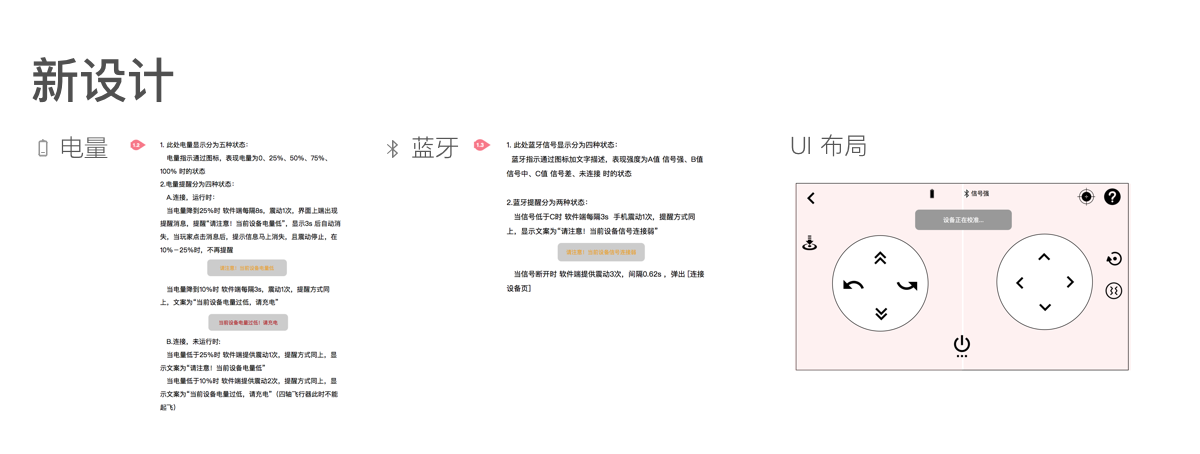 新设计
电量
1.3
1. 此处电量显示分为五种状态：
电量指示通过图标，表现电量为0、25%、50%、75%、
100% 时的状态
2.电量提醒分为四种状态：
A.连接，运行时：
当电量降到25%时 软件端每隔8s，震动1次，界面上端出现
提醒消息，提醒“请注意！当前设备电量低”，显示3s 后自动消
失，当玩家点击消息后，提示信息马上消失，且震动停止，在
10%－25%时，不再提醒
请注意！当前设备电量低
当电量降到10%时 软件端每隔3s，震动1次，提醒方式同
上，文案为“当前设备电量过低，请充电”
当前设备电量过低！请充电
B.连接，未运行时：
当电量低于25%时 软件端提供震动1次，提醒方式同上，显
示文案为“请注意！当前设备电量低”
当电量低于10%时 软件端提供震动2次，提醒方式同上，显
示文案为“当前设备电量过低，请充电”（四轴飞行器此时不能
起飞）
蓝牙
1.3
1. 此处蓝牙信号显示分为四种状态：
蓝牙指示通过图标加文字描述，表现强度为A值 信号强、B值
信号中、C值 信号差、未连接 时的状态
2.蓝牙提醒分为两种状态：
当信号低于C时 软件端每隔3s 手机震动1次，提醒方式同
上，显示文案为“请注意！当前设备信号连接弱”
请注意！当前设备信号连接弱
当信号断开时 软件端提供震动3次，间隔0.62s ，弹出 [连接
设备页]
UI 布局
信号强
设备正在校准...